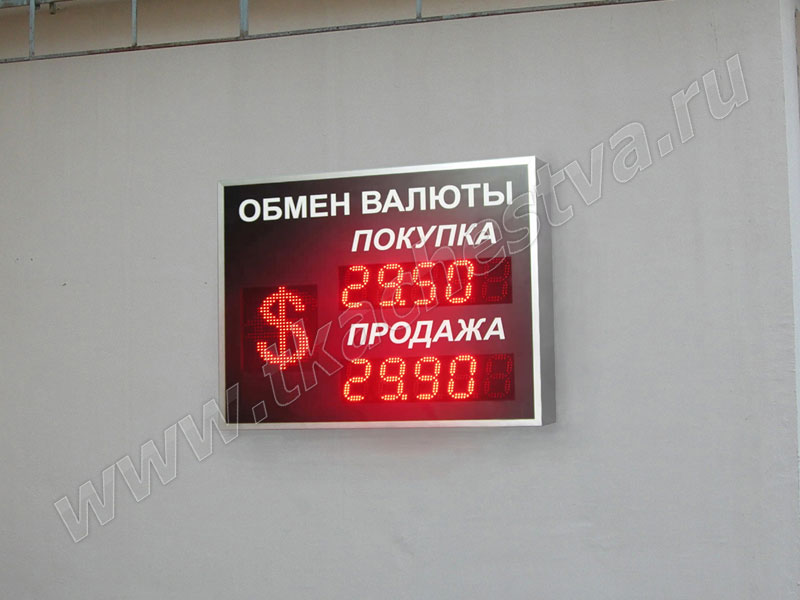 ОБМЕН ВАЛЮТЫ
ПОКУПКА
$ 29.50
ПРОДАЖА
29.90
www.tkachestva.ru